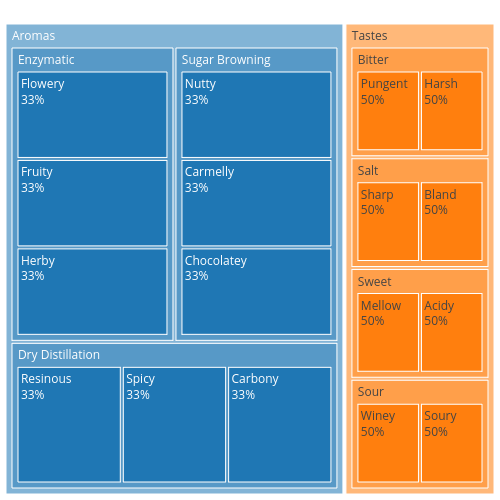 Aromas
Enzymatic
Flowery
33%
Fruity
33%
Herby
33%
Sugar Browning
Nutty
33%
Carmelly
33%
Chocolatey
33%
Dry Distillation
Resinous
33%
Spicy
33%
Carbony
33%
Tastes
Bitter
Pungent
50%
Harsh
50%
Salt
Sharp
50%
Bland
50%
Sweet
Mellow
50%
Acidy
50%
Sour
Winey
50%
Soury
50%